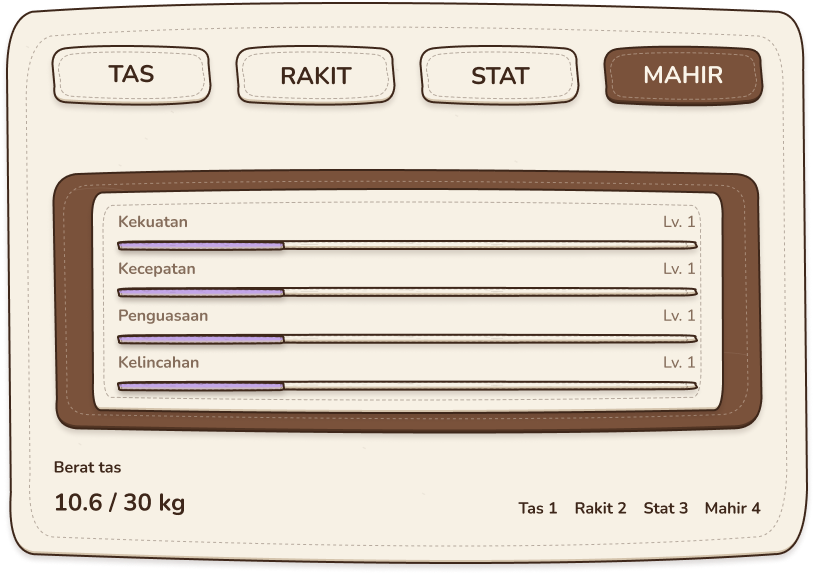 TAS RAKIT STAT MAHIR
Kekuatan Lv. 1
Kecepatan Lv. 1
Penguasaan Lv. 1
Kelincahan Lv. 1
Berat tas
10.6 / 30 kg
Tas 1 Rakit 2 Stat 3 Mahir 4